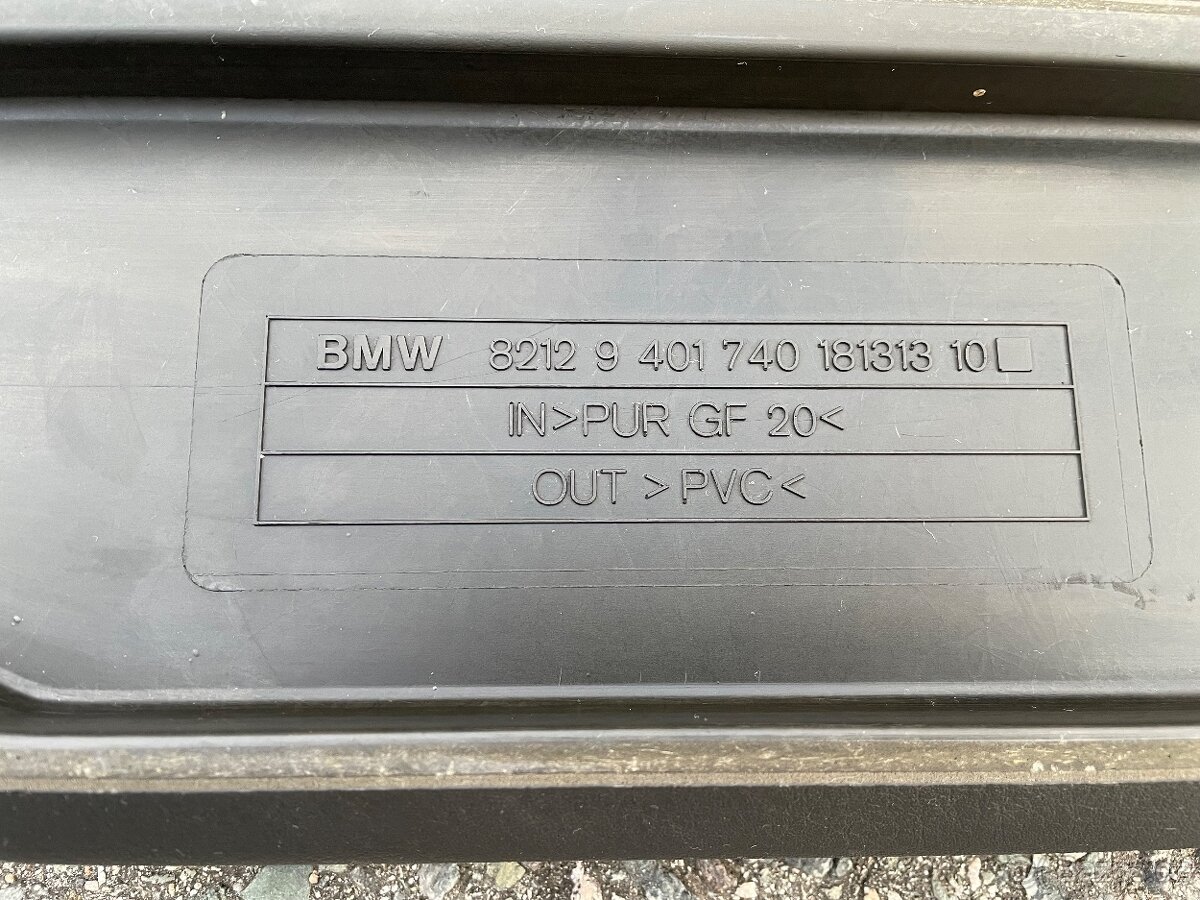 BMW 8212 9 401 740 181313 10
IN>PUR GF 20<
OUT >PVC<